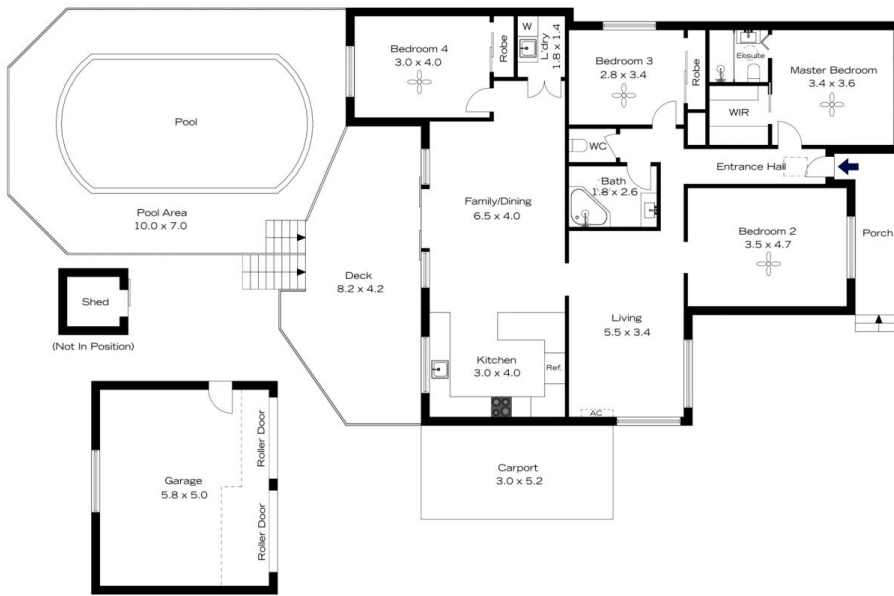 W
L'dry
1.8 x 1.4
Bedroom 4
3.0 x 4.0
Robe
Bedroom 3
2.8 x 3.4
Robe
Ensuite
Master Bedroom
3.4 x 3.6
WIR
Pool
WC
Entrance Hall
Bath
1.8 x 2.6
Family/Dining
6.5 x 4.0
Pool Area
10.0 x 7.0
Bedroom 2
3.5 x 4.7
Porch
Deck
8.2 x 4.2
Shed
(Not In Position)
Living
5.5 x 3.4
Kitchen
3.0 x 4.0
Ref.
AC
Roller Door
Garage
5.8 x 5.0
Roller Door
Carport
3.0 x 5.2